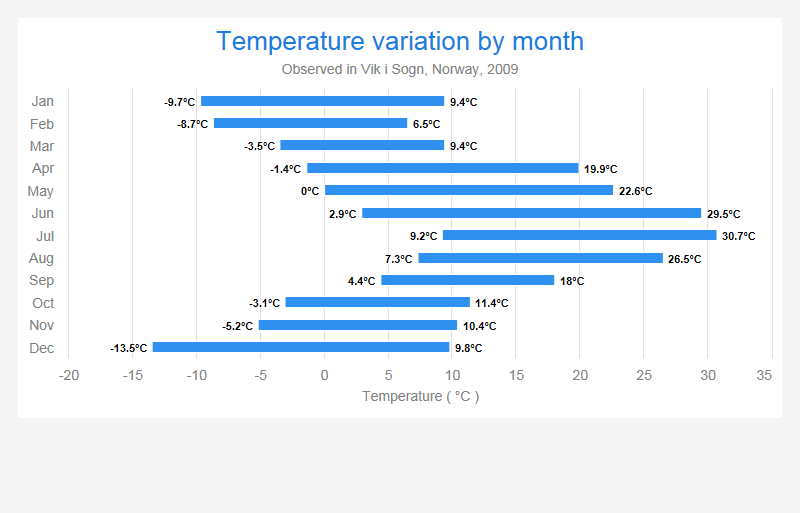 Temperature variation by month
Observed in Vik i Sogn, Norway, 2009
Jan -9.7°C 9.4°C
Feb -8.7°C 6.5°C
Mar -3.5°C 9.4°C
Apr -1.4°C 19.9°C
May 0°C 22.6°C
Jun 2.9°C 29.5°C
Jul 9.2°C 30.7°C
Aug 7.3°C 26.5°C
Sep 4.4°C 18°C
Oct -3.1°C 11.4°C
Nov -5.2°C 10.4°C
Dec -13.5°C 9.8°C
-20 -15 -10 -5 0 5 10 15 20 25 30 35
Temperature ( °C )